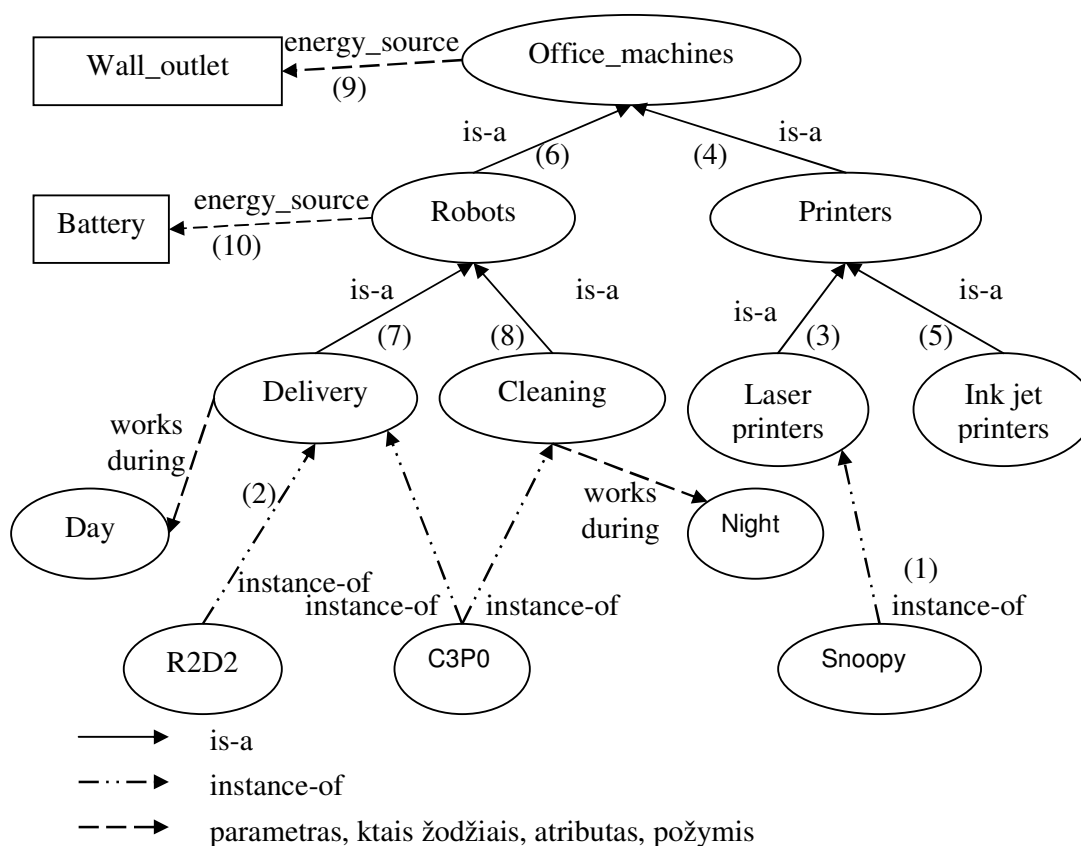 energy_source
Wall_outlet
Office_machines
(9)
is-a
is-a
(6)
(4)
energy_source
Battery
Robots
Printers
(10)
is-a
is-a
is-a
is-a
(7)
(8)
(3)
(5)
Delivery
Cleaning
Laser
printers
Ink jet
printers
works
during
(2)
works
during
Day
Night
(1)
instance-of
instance-of
instance-of
instance-of
R2D2
C3P0
Snoopy
is-a
instance-of
parametras, ktais žodžiais, atributas, požymis